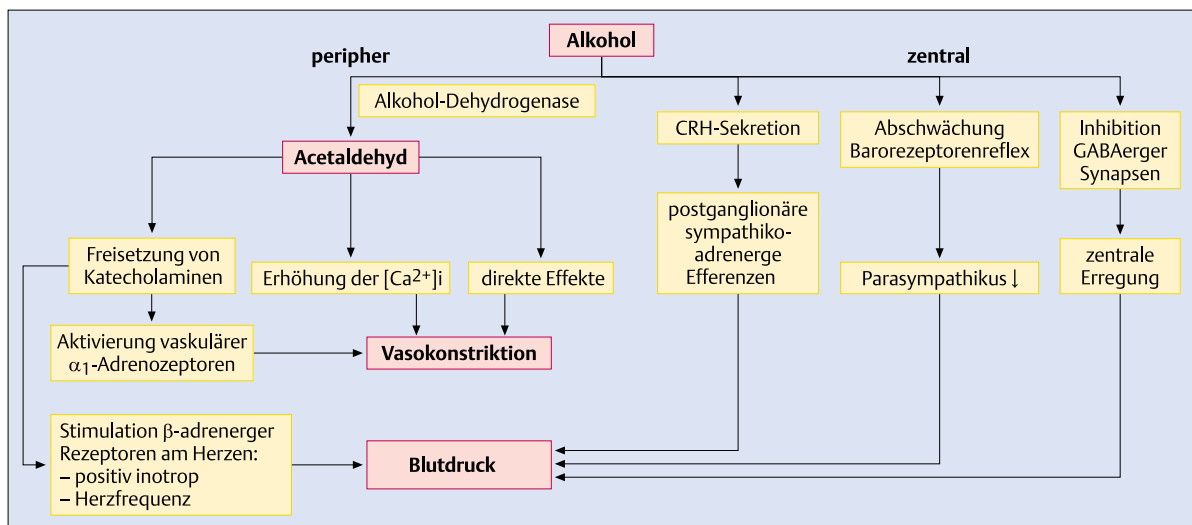 Alkohol
peripher
zentral
Alkohol-Dehydrogenase
CRH-Sekretion
Abschwächung
Barorezeptorenreflex
Inhibition
GABAerger
Synapsen
Acetaldehyd
postganglionäre
sympathiko-
adrenerge
Efferenzen
Freisetzung von
Katecholaminen
Erhöhung der [Ca2+]i
direkte Effekte
Parasympathikus ↓
zentrale
Erregung
Aktivierung vaskulärer
α1-Adrenozeptoren
Vasokonstriktion
Stimulation β-adrenerger
Rezeptoren am Herzen:
– positiv inotrop
– Herzfrequenz
Blutdruck